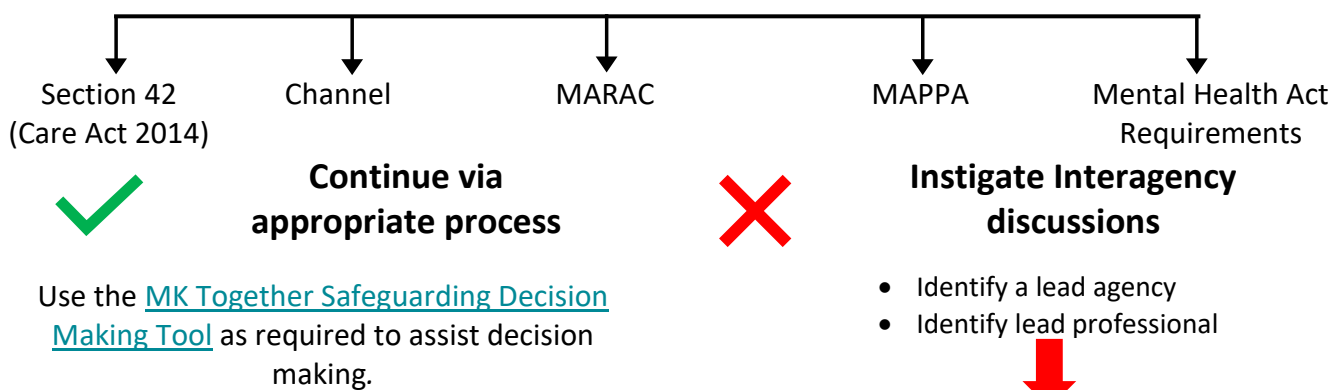 Section 42
(Care Act 2014)
Channel
MARAC
MAPPA
Mental Health Act
Requirements
Continue via
appropriate process
Instigate Interagency
discussions
Use the MK Together Safeguarding Decision
Making Tool as required to assist decision
making.
• Identify a lead agency
• Identify lead professional